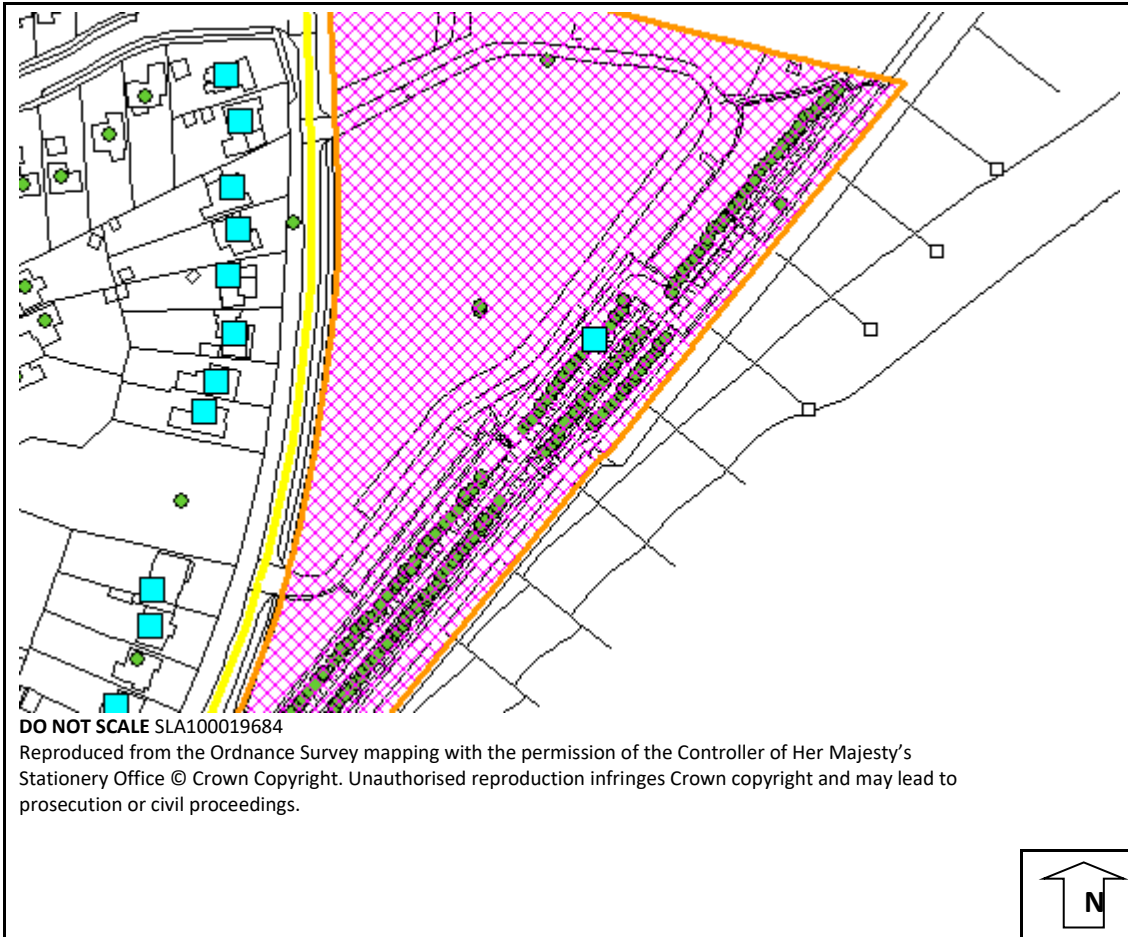 DO NOT SCALE SLA100019684
Reproduced from the Ordnance Survey mapping with the permission of the Controller of Her Majesty's
Stationery Office © Crown Copyright. Unauthorised reproduction infringes Crown copyright and may lead to
prosecution or civil proceedings.
N